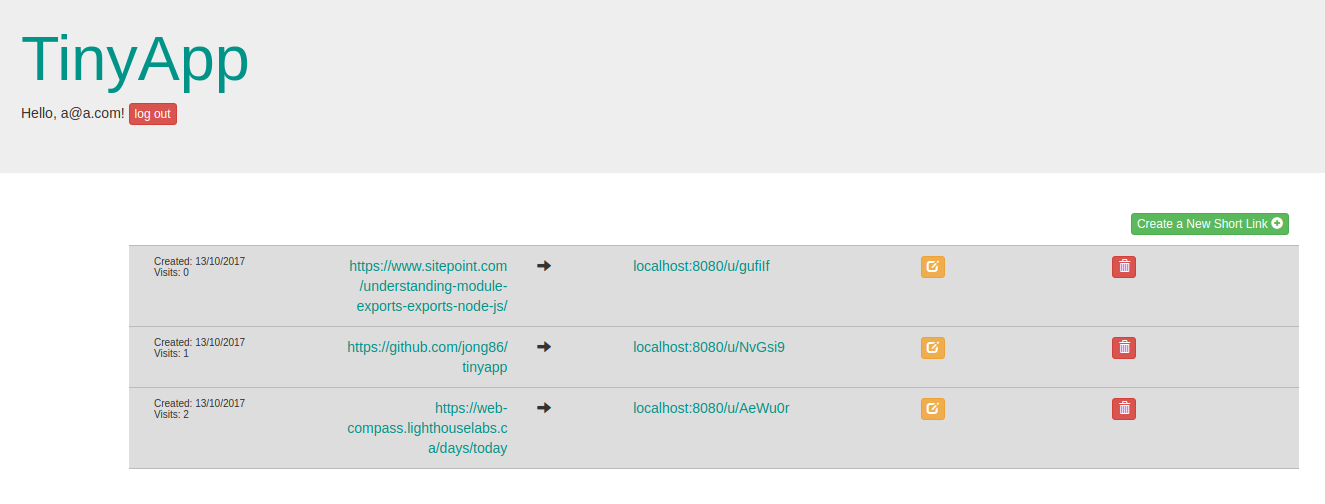 TinyApp
Hello, a@a.com! log out
Create a New Short Link
Created: 13/10/2017
Visits: 0
https://www.sitepoint.com
/understanding-module-
exports-exports-node-js/
localhost:8080/u/gufiIf
Created: 13/10/2017
Visits: 1
https://github.com/jong86/
tinyapp
localhost:8080/u/NvGsi9
Created: 13/10/2017
Visits: 2
https://web-
compass.lighthouselabs.c
a/days/today
localhost:8080/u/AeWu0r